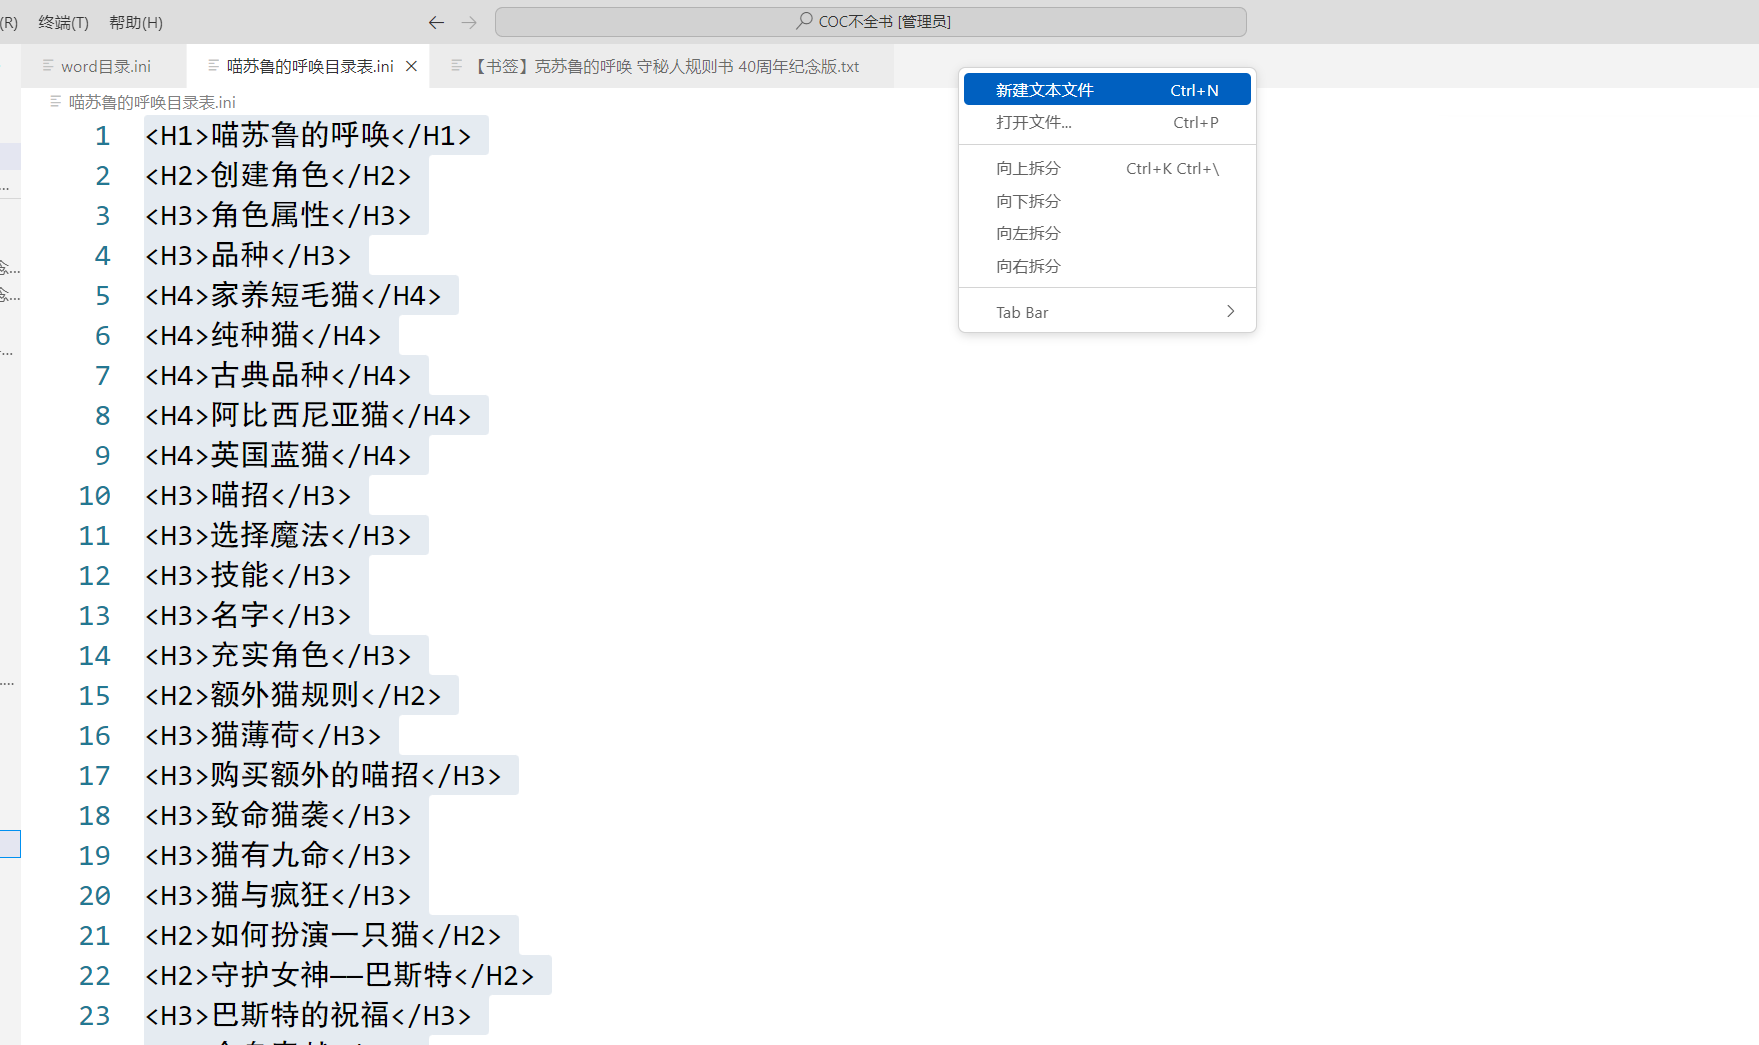 (R) 终端(T) 帮助(H)
COC不全书 [管理员]
word目录.ini
喵苏鲁的呼唤目录表.ini
【书签】克苏鲁的呼唤 守秘人规则书 40周年纪念版.txt
喵苏鲁的呼唤目录表.ini
新建文本文件 Ctrl+N
打开文件... Ctrl+P
向上拆分 Ctrl+K Ctrl+\
向下拆分
向左拆分
向右拆分
Tab Bar
1 <H1>喵苏鲁的呼唤</H1>
2 <H2>创建角色</H2>
3 <H3>角色属性</H3>
4 <H3>品种</H3>
5 <H4>家养短毛猫</H4>
6 <H4>纯种猫</H4>
7 <H4>古典品种</H4>
8 <H4>阿比西尼亚猫</H4>
9 <H4>英国蓝猫</H4>
10 <H3>喵招</H3>
11 <H3>选择魔法</H3>
12 <H3>技能</H3>
13 <H3>名字</H3>
14 <H3>充实角色</H3>
15 <H2>额外猫规则</H2>
16 <H3>猫薄荷</H3>
17 <H3>购买额外的喵招</H3>
18 <H3>致命猫袭</H3>
19 <H3>猫有九命</H3>
20 <H3>猫与疯狂</H3>
21 <H2>如何扮演一只猫</H2>
22 <H2>守护女神——巴斯特</H2>
23 <H3>巴斯特的祝福</H3>